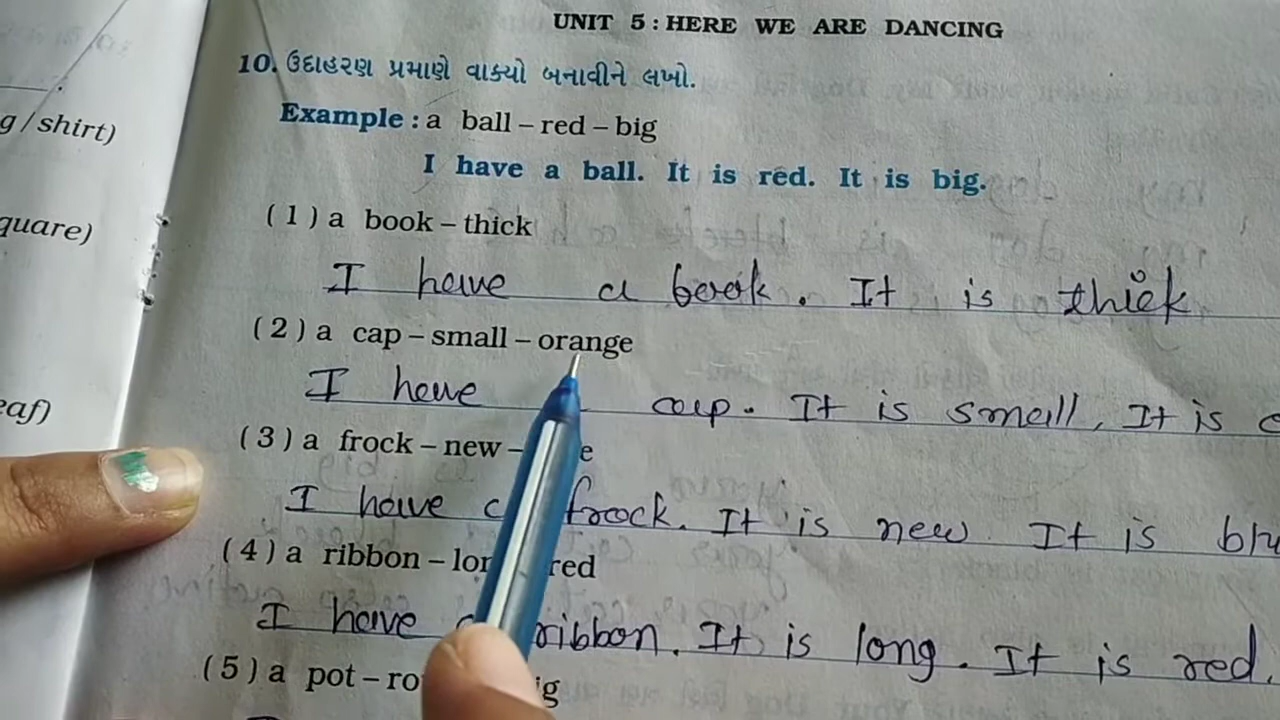 UNIT 5 : HERE WE ARE DANCING
10. ઉદાહરણ પ્રમાણે વાક્યો બનાવીને લખો.
g/shirt)
Example : a ball – red – big
I have a ball. It is red. It is big.
(1) a book – thick
quare)
I have a book. It is thick
(2) a cap – small – orange
I have cap. It is small. It is
eaf)
(3) a frock – new –
I have frock. It is new. It is blu
(4) a ribbon – red
I have ribbon. It is long. It is red.
(5) a pot –